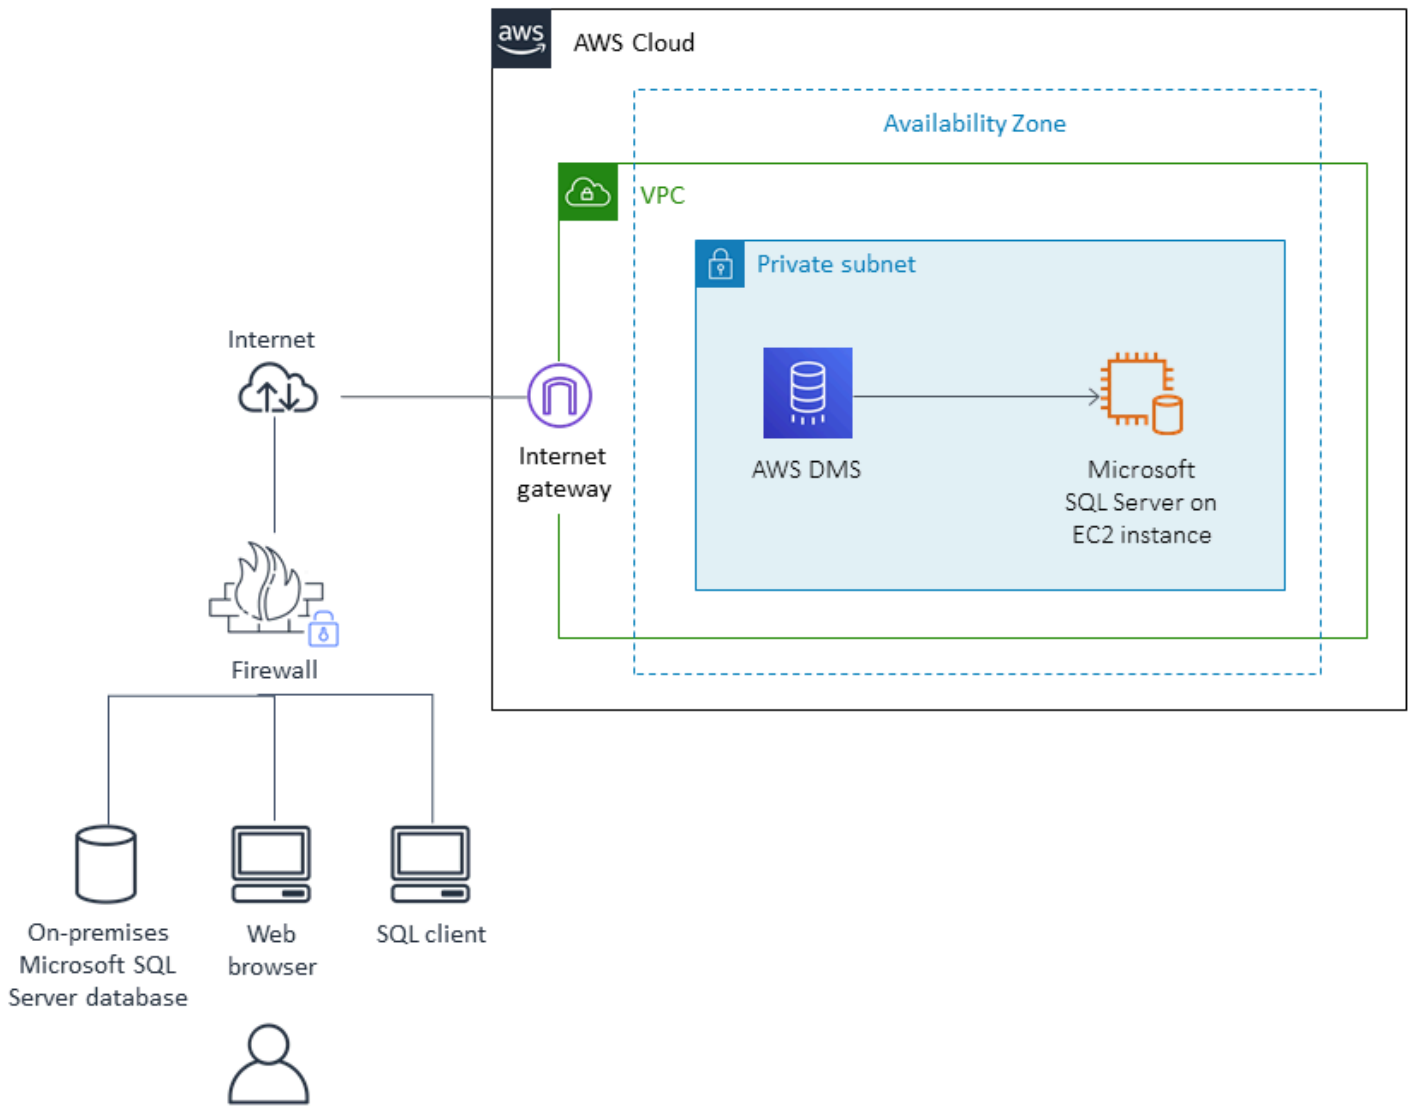 aws
AWS Cloud
Availability Zone
VPC
Private subnet
Internet
Internet
gateway
AWS DMS
Microsoft
SQL Server on
EC2 instance
Firewall
On-premises
Microsoft SQL
Server database
Web
browser
SQL client